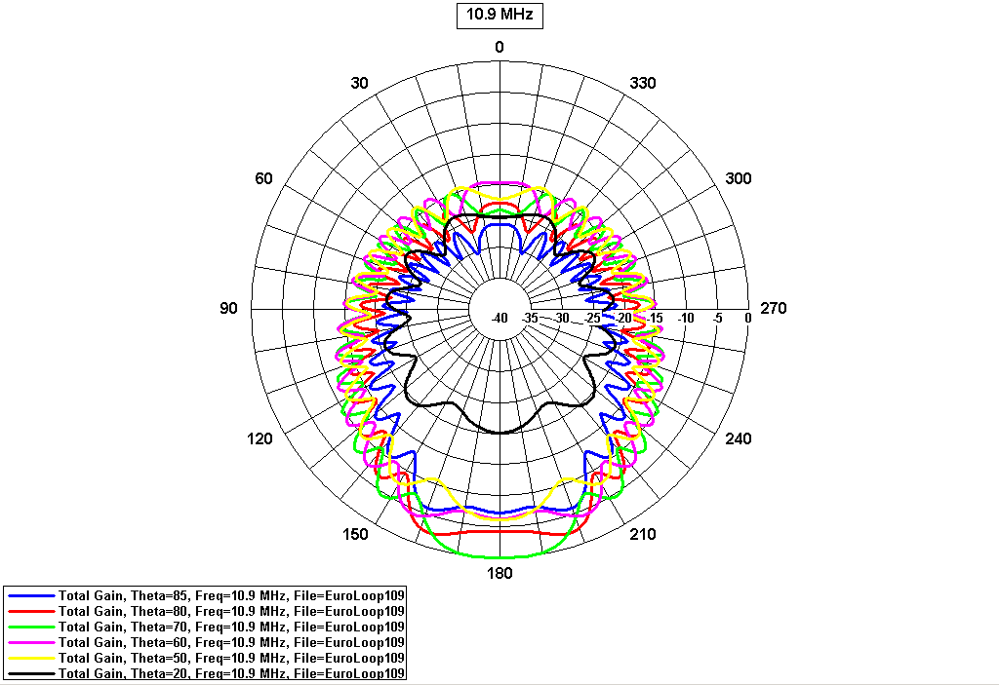 10.9 MHz
0
30
330
60
300
90
270
-40 -35 -30 -25 -20 -15 -10 -5 0
120
240
150
210
180
Total Gain, Theta=85, Freq=10.9 MHz, File=EuroLoop109
Total Gain, Theta=80, Freq=10.9 MHz, File=EuroLoop109
Total Gain, Theta=70, Freq=10.9 MHz, File=EuroLoop109
Total Gain, Theta=60, Freq=10.9 MHz, File=EuroLoop109
Total Gain, Theta=50, Freq=10.9 MHz, File=EuroLoop109
Total Gain, Theta=20, Freq=10.9 MHz, File=EuroLoop109